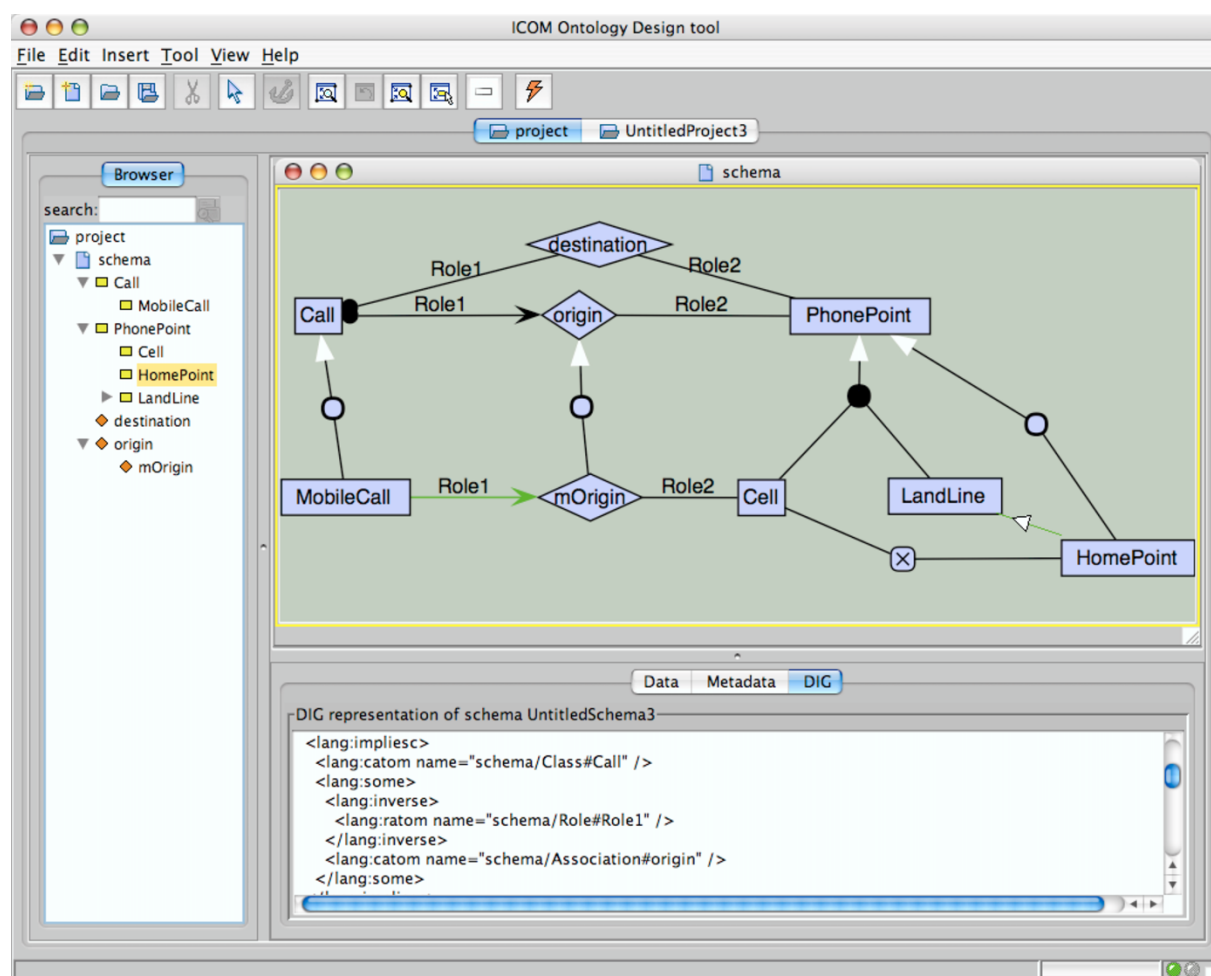 ICOM Ontology Design tool
File Edit Insert Tool View Help
project UntitledProject3
Browser
search:
project
schema
Call
MobileCall
PhonePoint
Cell
HomePoint
LandLine
destination
origin
mOrigin
schema
destination
Role1 Role2
Call Role1 origin Role2 PhonePoint
MobileCall Role1 mOrigin Role2 Cell LandLine
HomePoint
Data Metadata DIG
DIG representation of schema UntitledSchema3
<lang:impliesc>
<lang:catom name="schema/Class#Call" />
<lang:some>
<lang:inverse>
<lang:ratom name="schema/Role#Role1" />
</lang:inverse>
<lang:catom name="schema/Association#origin" />
</lang:some>